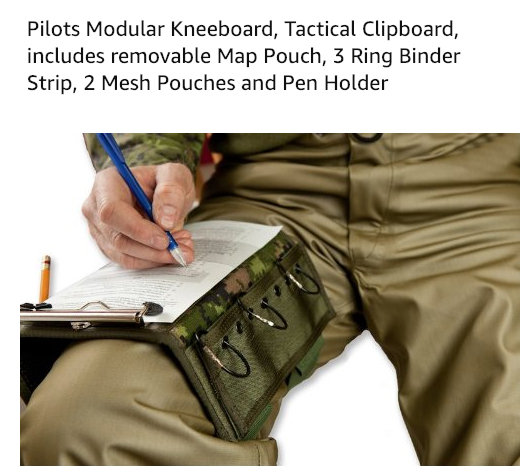 Pilots Modular Kneeboard, Tactical Clipboard,
includes removable Map Pouch, 3 Ring Binder
Strip, 2 Mesh Pouches and Pen Holder